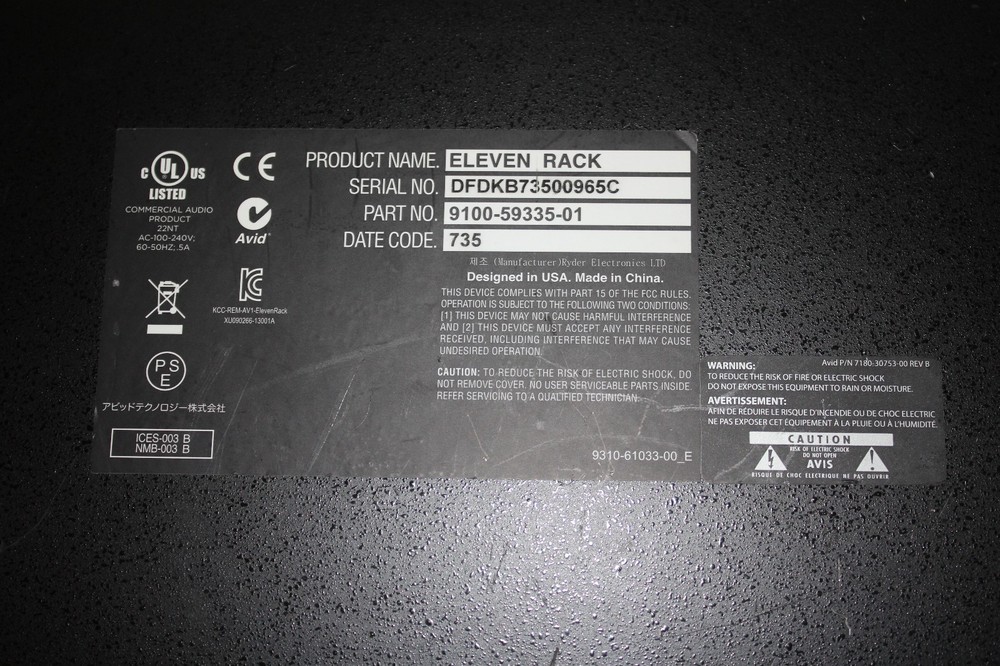 C UL US
LISTED
COMMERCIAL AUDIO
PRODUCT
22NT
AC-100-240V;
60-50HZ;.5A
CE
Avid®
KCC-REM-AV1-ElevenRack
XU090266-13001A
PS
E
アビッドテクノロジー株式会社
ICES-003 B
NMB-003 B
PRODUCT NAME. ELEVEN RACK
SERIAL NO. DFDKB73500965C
PART NO. 9100-59335-01
DATE CODE. 735
제조 (Manufacturer)Ryder Electronics LTD
Designed in USA. Made in China.
THIS DEVICE COMPLIES WITH PART 15 OF THE FCC RULES.
OPERATION IS SUBJECT TO THE FOLLOWING TWO CONDITIONS:
[1] THIS DEVICE MAY NOT CAUSE HARMFUL INTERFERENCE
AND [2] THIS DEVICE MUST ACCEPT ANY INTERFERENCE
RECEIVED, INCLUDING INTERFERENCE THAT MAY CAUSE
UNDESIRED OPERATION.
CAUTION: TO REDUCE THE RISK OF ELECTRIC SHOCK, DO
NOT REMOVE COVER. NO USER SERVICEABLE PARTS INSIDE.
REFER SERVICING TO A QUALIFIED TECHNICIAN.
9310-61033-00_E
WARNING: Avid P/N 7180-30753-00 REV B
TO REDUCE THE RISK OF FIRE OR ELECTRIC SHOCK
DO NOT EXPOSE THIS EQUIPMENT TO RAIN OR MOISTURE.
AVERTISSEMENT:
AFIN DE RÉDUIRE LE RISQUE D'INCENDIE OU DE CHOC ELECTRIC
NE PAS EXPOSER CET ÉQUIPEMENT À LA PLUIE OU À L'HUMIDITÉ.
CAUTION
RISK OF ELECTRIC SHOCK
DO NOT OPEN
AVIS
RISQUE DE CHOC ELECTRIQUE NE PAS OUVRIR